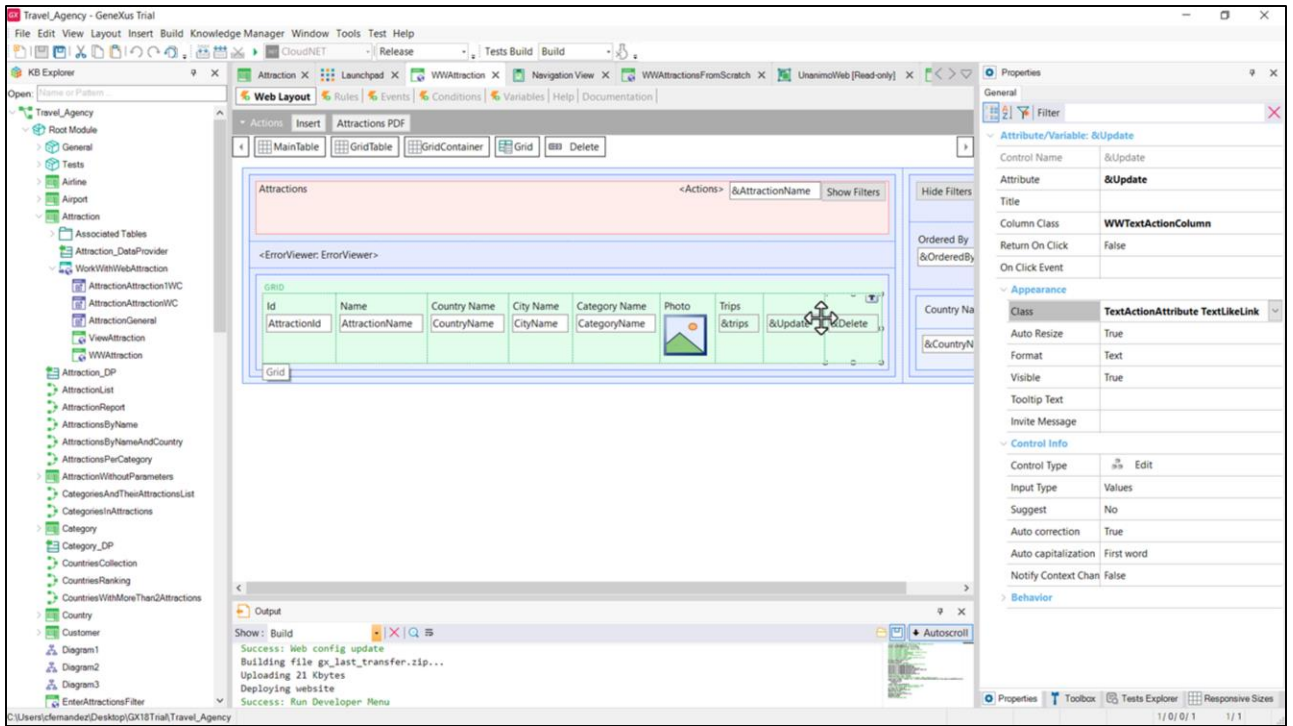 GX Travel_Agency - GeneXus Trial
File Edit View Layout Insert Build Knowledge Manager Window Tools Test Help
CloudNET Release Tests Build Build
KB Explorer
Open: Name or Pattern
Travel_Agency
Root Module
General
Tests
Airline
Airport
Attraction
Associated Tables
Attraction_DataProvider
WorkWithWebAttraction
AttractionAttraction1WC
AttractionAttractionWC
AttractionGeneral
ViewAttraction
WWAttraction
Attraction_DP
AttractionList
AttractionReport
AttractionsByName
AttractionsByNameAndCountry
AttractionsPerCategory
AttractionWithoutParameters
CategoriesAndTheirAttractionsList
CategoriesInAttractions
Category
Category_DP
CountriesCollection
CountriesRanking
CountriesWithMoreThan2Attractions
Country
Customer
Diagram1
Diagram2
Diagram3
EnterAttractionsFilter
Attraction X Launchpad X WWAttraction X Navigation View X WWAttractionsFromScratch X UnanimoWeb [Read-only] X
Web Layout Rules Events Conditions Variables Help Documentation
Actions Insert Attractions PDF
MainTable GridTable GridContainer Grid Delete
Attractions <Actions> &AttractionName Show Filters Hide Filters
<ErrorViewer: ErrorViewer>
Ordered By
&OrderedBy
GRID
Id Name Country Name City Name Category Name Photo Trips
AttractionId AttractionName CountryName CityName CategoryName &trips &Update &Delete
Country Na
&CountryN
Grid
Output
Show: Build Autoscroll
Success: Web config update
Building file gx_last_transfer.zip...
Uploading 21 Kbytes
Deploying website
Success: Run Developer Menu
Properties
General
Filter
Attribute/Variable: &Update
Control Name &Update
Attribute &Update
Title
Column Class WWTextActionColumn
Return On Click False
On Click Event
Appearance
Class TextActionAttribute TextLikeLink
Auto Resize True
Format Text
Visible True
Tooltip Text
Invite Message
Control Info
Control Type Edit
Input Type Values
Suggest No
Auto correction True
Auto capitalization First word
Notify Context Chan False
Behavior
Properties Toolbox Tests Explorer Responsive Sizes
C:\Users\cfernandez\Desktop\GX18Trial\Travel_Agency 1/0/0/1 1/1